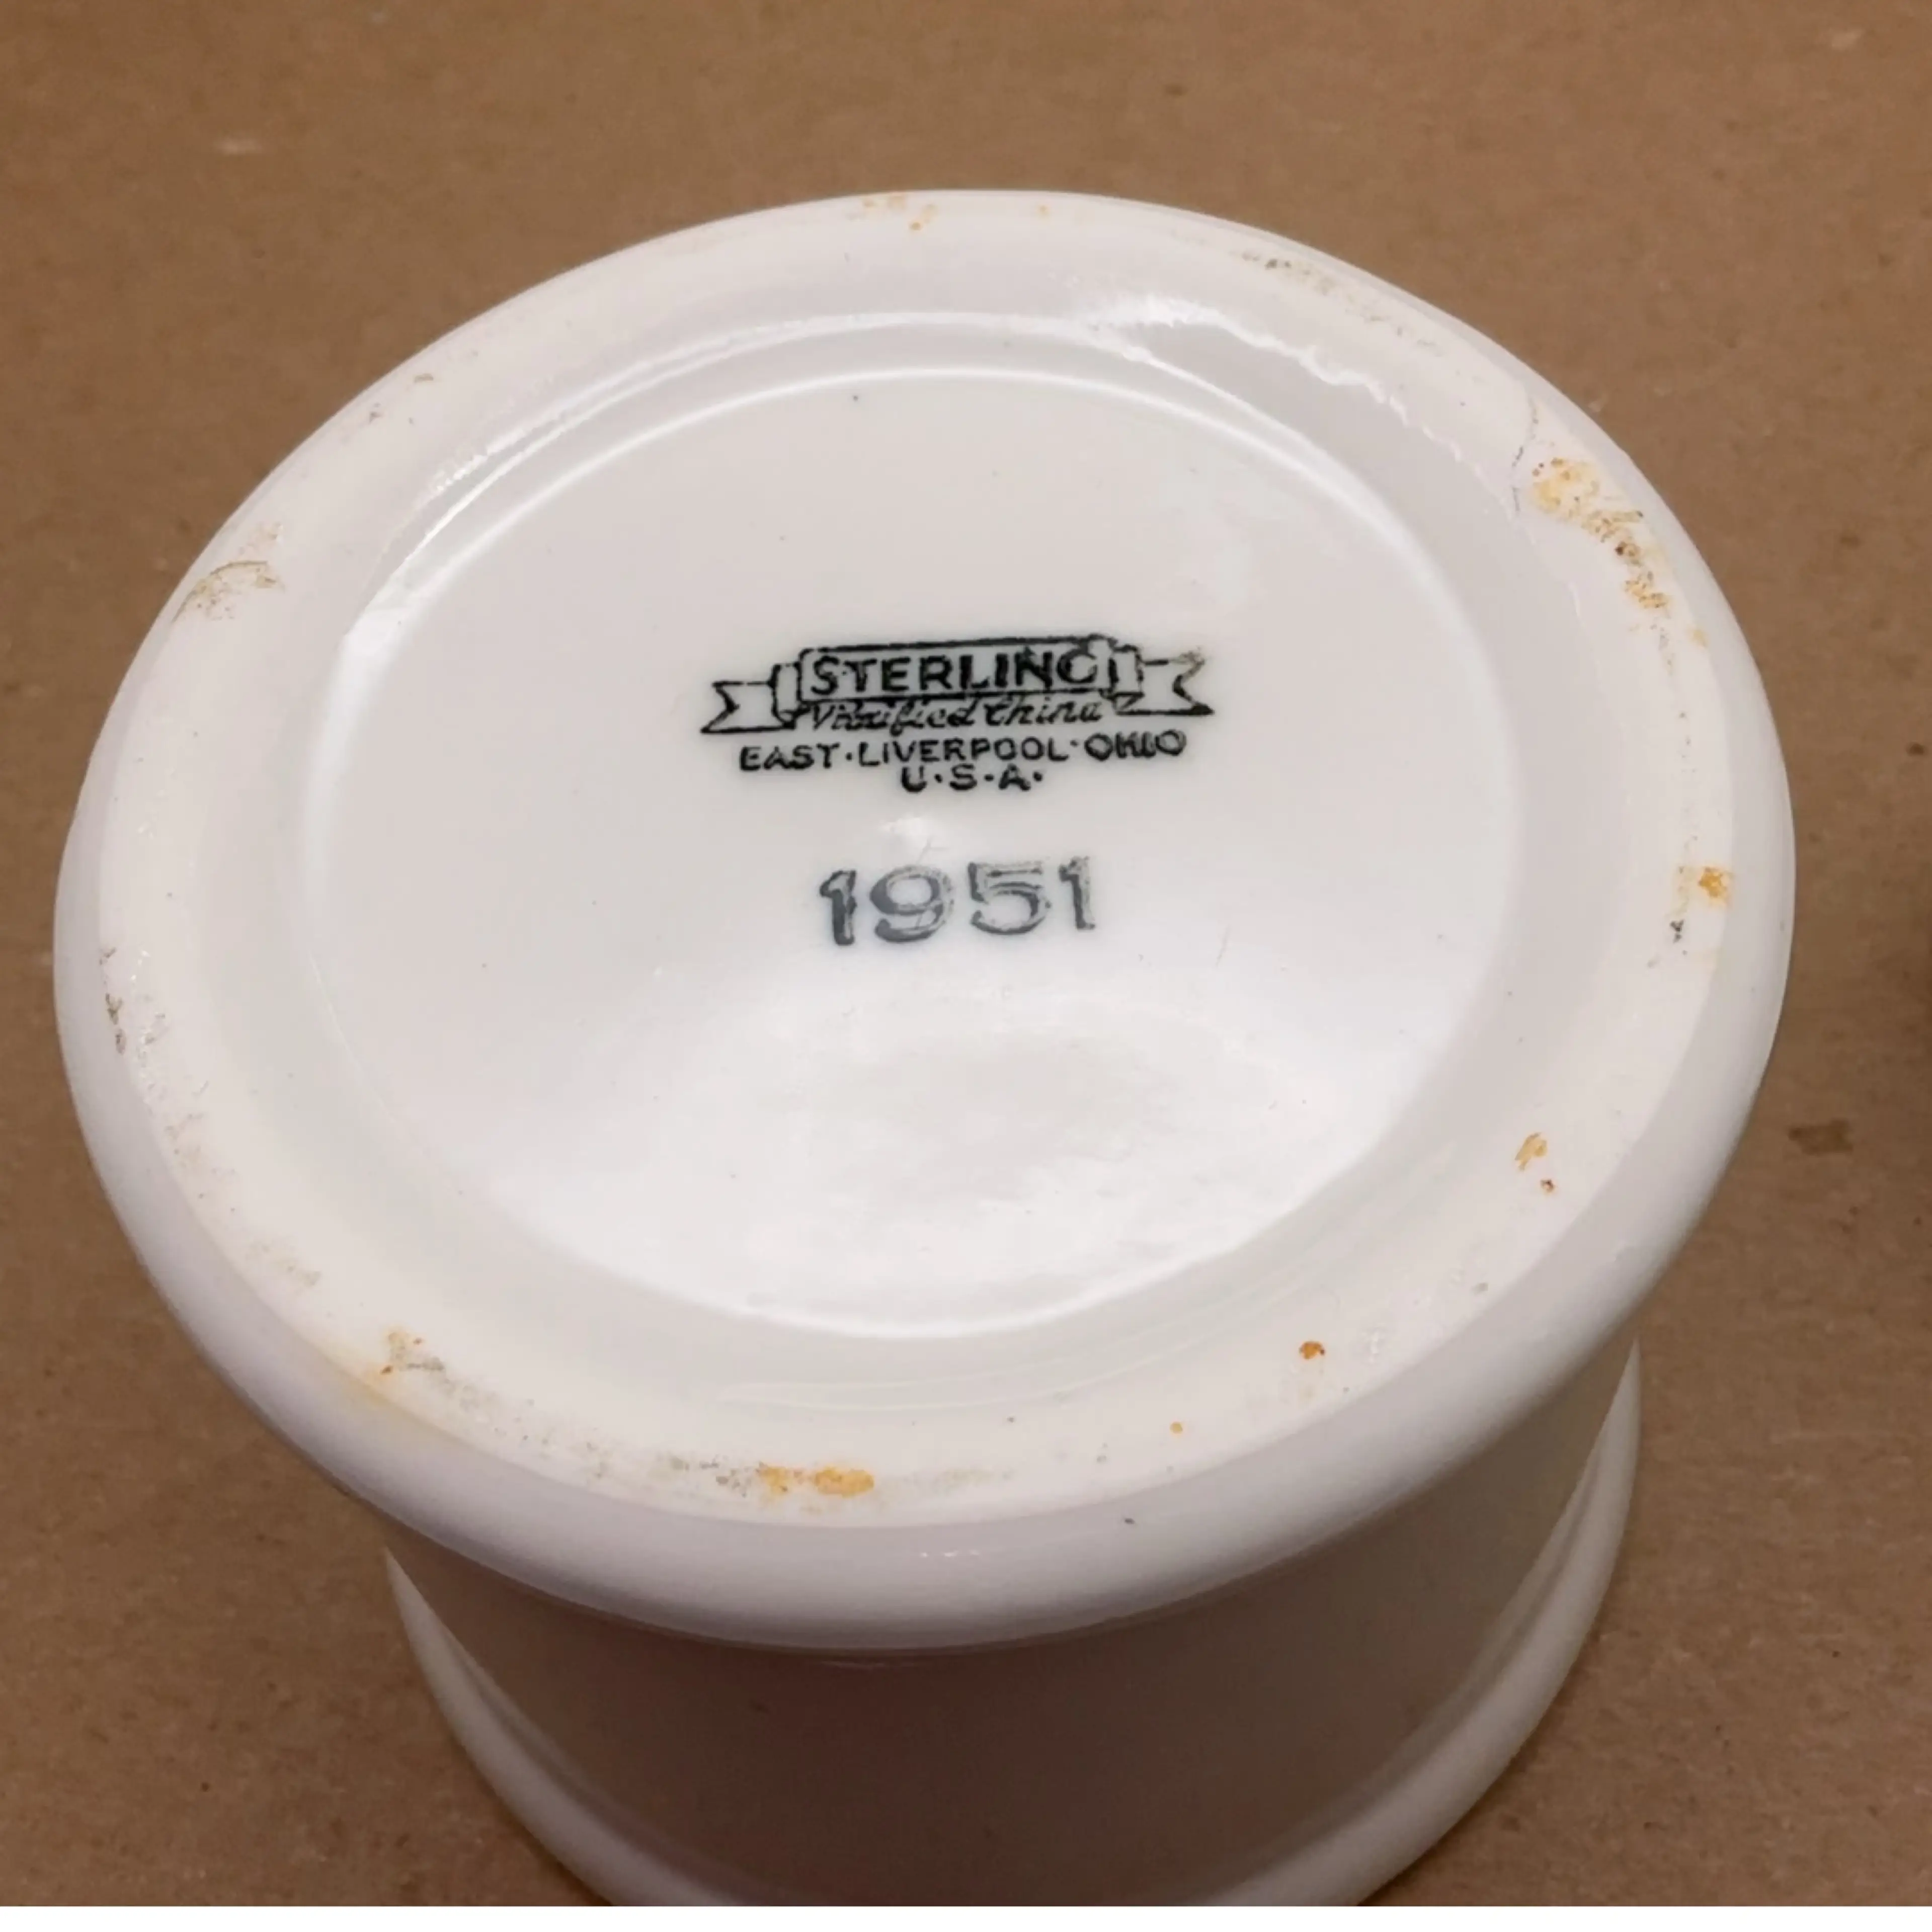 STERLING
Vitrified China
EAST·LIVERPOOL·OHIO
U·S·A·
1951